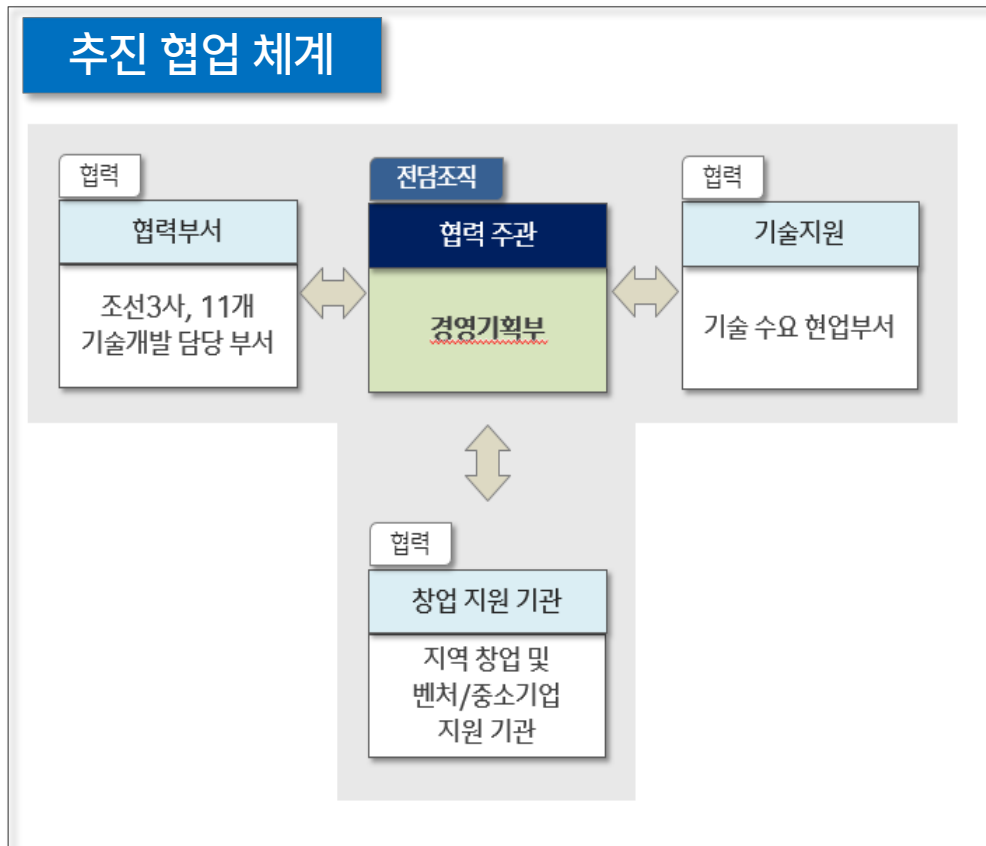 추진 협업 체계
협력
협력부서
조선3사, 11개
기술개발 담당 부서
전담조직
협력 주관
경영기획부
협력
기술지원
기술 수요 현업부서
협력
창업 지원 기관
지역 창업 및
벤처/중소기업
지원 기관